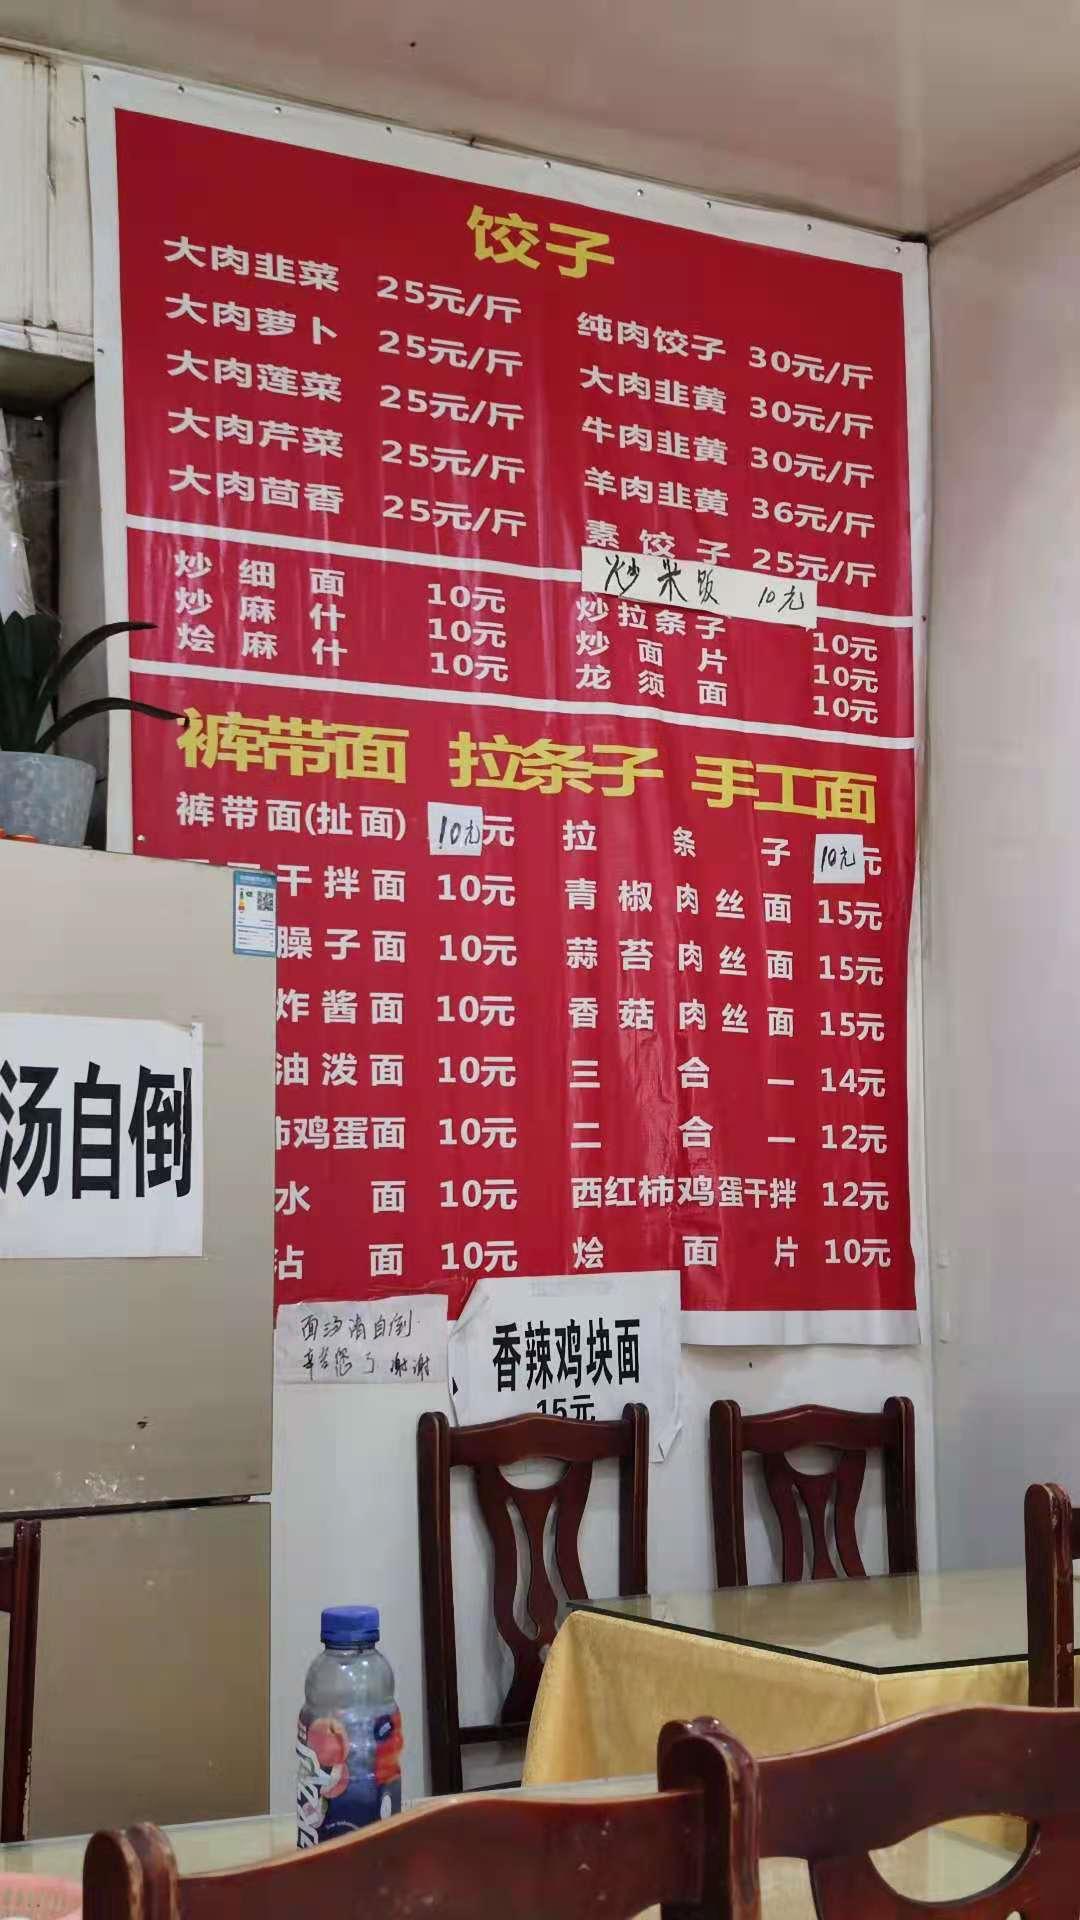 饺子
大肉韭菜 25元/斤
大肉萝卜 25元/斤
大肉莲菜 25元/斤
大肉芹菜 25元/斤
大肉茴香 25元/斤
纯肉饺子 30元/斤
大肉韭黄 30元/斤
牛肉韭黄 30元/斤
羊肉韭黄 36元/斤
素饺子 25元/斤
炒米饭 10元
炒细面 10元
炒麻什 10元
烩麻什 10元
炒拉条子 10元
炒面片 10元
龙须面 10元
裤带面 拉条子 手工面
裤带面(扯面) 10元元
干拌面 10元
臊子面 10元
炸酱面 10元
油泼面 10元
鸡蛋面 10元
水面 10元
沾面 10元
拉条子 10元元
青椒肉丝面 15元
蒜苔肉丝面 15元
香菇肉丝面 15元
三合一 14元
二合一 12元
西红柿鸡蛋干拌 12元
烩面片 10元
汤自倒
面汤请自倒
辛苦您了 谢谢
香辣鸡块面
15元